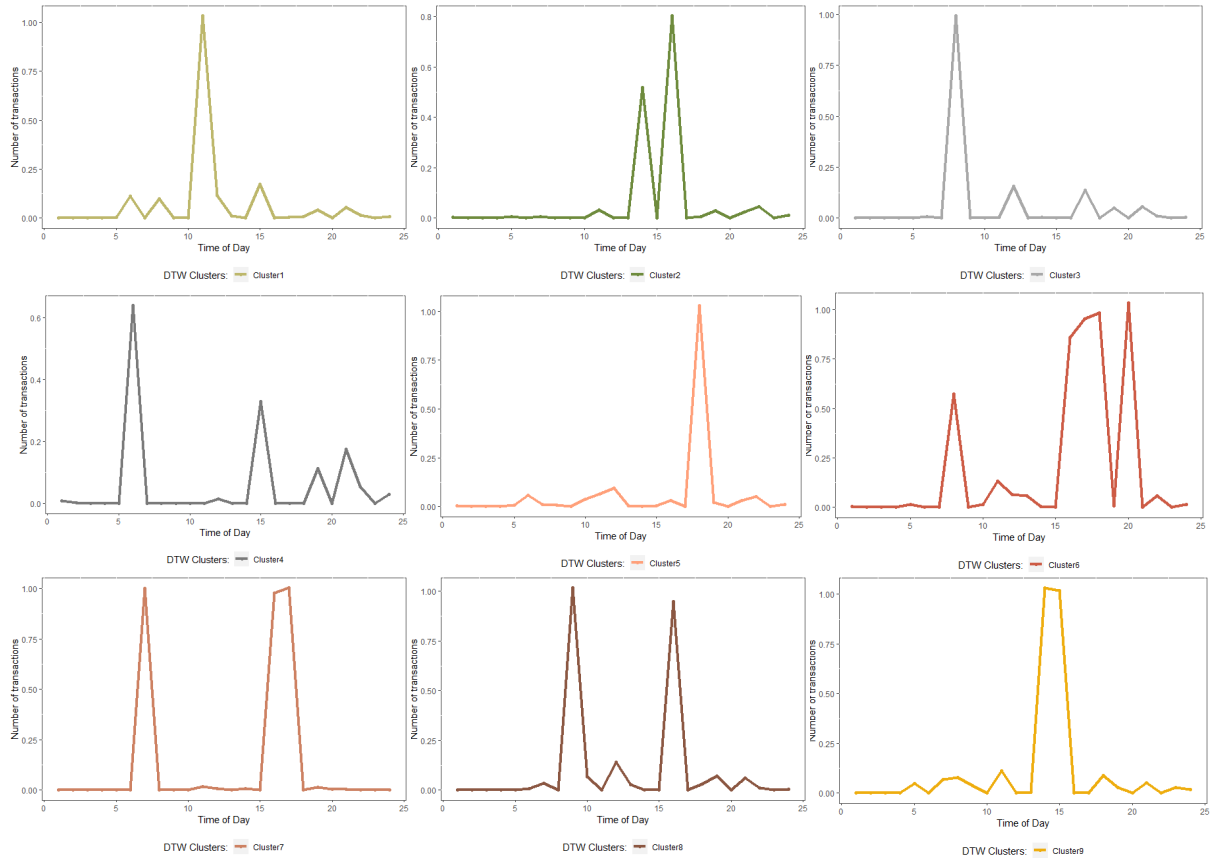 Number of transactions
1.00
0.75
0.50
0.25
0.00
0 5 10 15 20 25
Time of Day
DTW Clusters: Cluster1
Number of transactions
0.8
0.6
0.4
0.2
0.0
0 5 10 15 20 25
Time of Day
DTW Clusters: Cluster2
Number of transactions
1.00
0.75
0.50
0.25
0.00
0 5 10 15 20 25
Time of Day
DTW Clusters: Cluster3
Number of transactions
0.6
0.4
0.2
0.0
0 5 10 15 20 25
Time of Day
DTW Clusters: Cluster4
Number of transactions
1.00
0.75
0.50
0.25
0.00
0 5 10 15 20 25
Time of Day
DTW Clusters: Cluster5
Number of transactions
1.00
0.75
0.50
0.25
0.00
0 5 10 15 20 25
Time of Day
DTW Clusters: Cluster6
Number of transactions
1.00
0.75
0.50
0.25
0.00
0 5 10 15 20 25
Time of Day
DTW Clusters: Cluster7
Number of transactions
1.00
0.75
0.50
0.25
0.00
0 5 10 15 20 25
Time of Day
DTW Clusters: Cluster8
Number of transactions
1.00
0.75
0.50
0.25
0.00
0 5 10 15 20 25
Time of Day
DTW Clusters: Cluster9